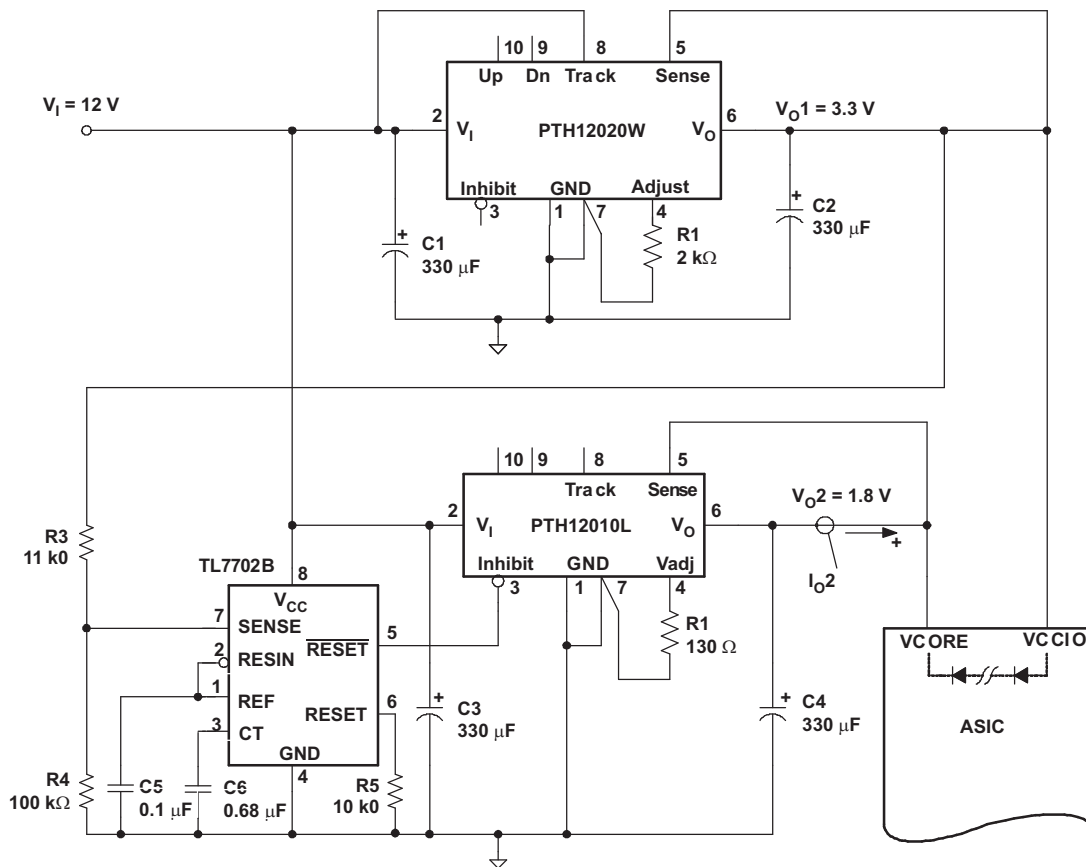 10 9 8 5
Up Dn Track Sense
V_I = 12 V
2 V_I PTH12020W V_O 6
V_O1 = 3.3 V
Inhibit GND Adjust
3 1 7 4
+ C1
330 μF
R1
2 kΩ
+ C2
330 μF
10 9 8 5
Track Sense
2 V_I PTH12010L V_O 6
V_O2 = 1.8 V
+
I_O2
Inhibit GND Vadj
3 1 7 4
R1
130 Ω
R3
11 k0
TL7702B
8
V_CC
7 SENSE
2 RESIN
1 REF
3 CT
RESET 5
RESET 6
GND
4
+ C3
330 μF
+ C4
330 μF
R4
100 kΩ
C5
0.1 μF
C6
0.68 μF
R5
10 k0
VCORE VCCIO
ASIC